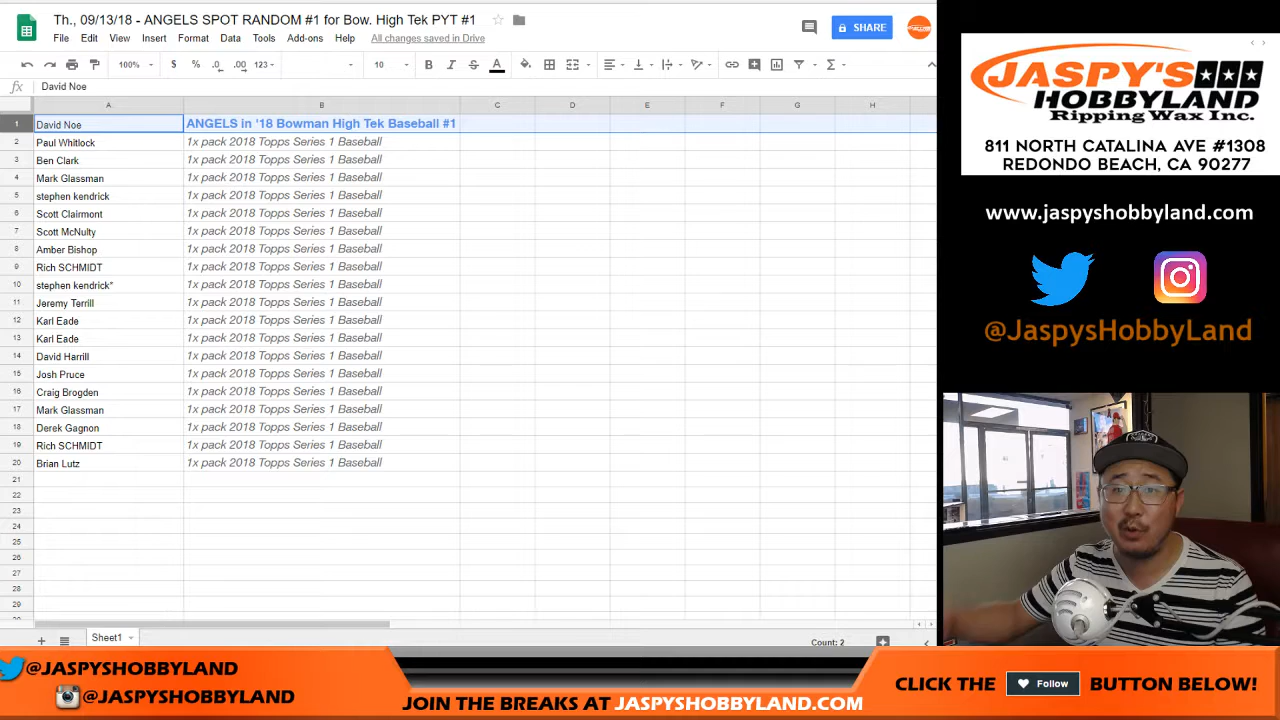 Th., 09/13/18 - ANGELS SPOT RANDOM #1 for Bow. High Tek PYT #1
File Edit View Insert Format Data Tools Add-ons Help All changes saved in Drive
SHARE
100% $ % .0 .00 123 10 B I S A
fx David Noe
A B C D E F G H
1 David Noe ANGELS in '18 Bowman High Tek Baseball #1
2 Paul Whitlock 1x pack 2018 Topps Series 1 Baseball
3 Ben Clark 1x pack 2018 Topps Series 1 Baseball
4 Mark Glassman 1x pack 2018 Topps Series 1 Baseball
5 stephen kendrick 1x pack 2018 Topps Series 1 Baseball
6 Scott Clairmont 1x pack 2018 Topps Series 1 Baseball
7 Scott McNulty 1x pack 2018 Topps Series 1 Baseball
8 Amber Bishop 1x pack 2018 Topps Series 1 Baseball
9 Rich SCHMIDT 1x pack 2018 Topps Series 1 Baseball
10 stephen kendrick* 1x pack 2018 Topps Series 1 Baseball
11 Jeremy Terrill 1x pack 2018 Topps Series 1 Baseball
12 Karl Eade 1x pack 2018 Topps Series 1 Baseball
13 Karl Eade 1x pack 2018 Topps Series 1 Baseball
14 David Harrill 1x pack 2018 Topps Series 1 Baseball
15 Josh Pruce 1x pack 2018 Topps Series 1 Baseball
16 Craig Brogden 1x pack 2018 Topps Series 1 Baseball
17 Mark Glassman 1x pack 2018 Topps Series 1 Baseball
18 Derek Gagnon 1x pack 2018 Topps Series 1 Baseball
19 Rich SCHMIDT 1x pack 2018 Topps Series 1 Baseball
20 Brian Lutz 1x pack 2018 Topps Series 1 Baseball
21
22
23
24
25
26
27
28
29
Sheet1
Count: 2
JASPY'S
HOBBYLAND
Ripping Wax Inc.
811 NORTH CATALINA AVE #1308
REDONDO BEACH, CA 90277
www.jaspyshobbyland.com
@JaspysHobbyLand
@JASPYSHOBBYLAND
@JASPYSHOBBYLAND
JOIN THE BREAKS AT JASPYSHOBBYLAND.COM
CLICK THE Follow BUTTON BELOW!